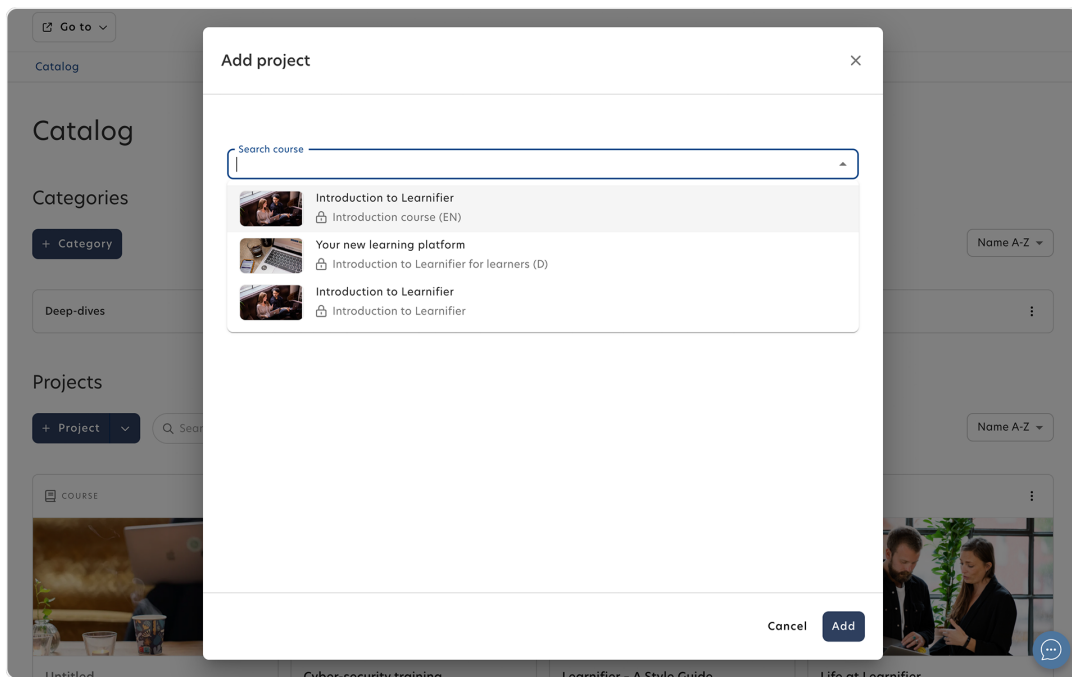 Go to
Catalog
Catalog
Categories
+ Category
Name A-Z
Deep-dives
Projects
+ Project
Sear
Name A-Z
COURSE
Untitled
Cyber-security training
Learnifier - A Style Guide
Life at Learnifier
Add project
Search course
Introduction to Learnifier
Introduction course (EN)
Your new learning platform
Introduction to Learnifier for learners (D)
Introduction to Learnifier
Introduction to Learnifier
Cancel
Add